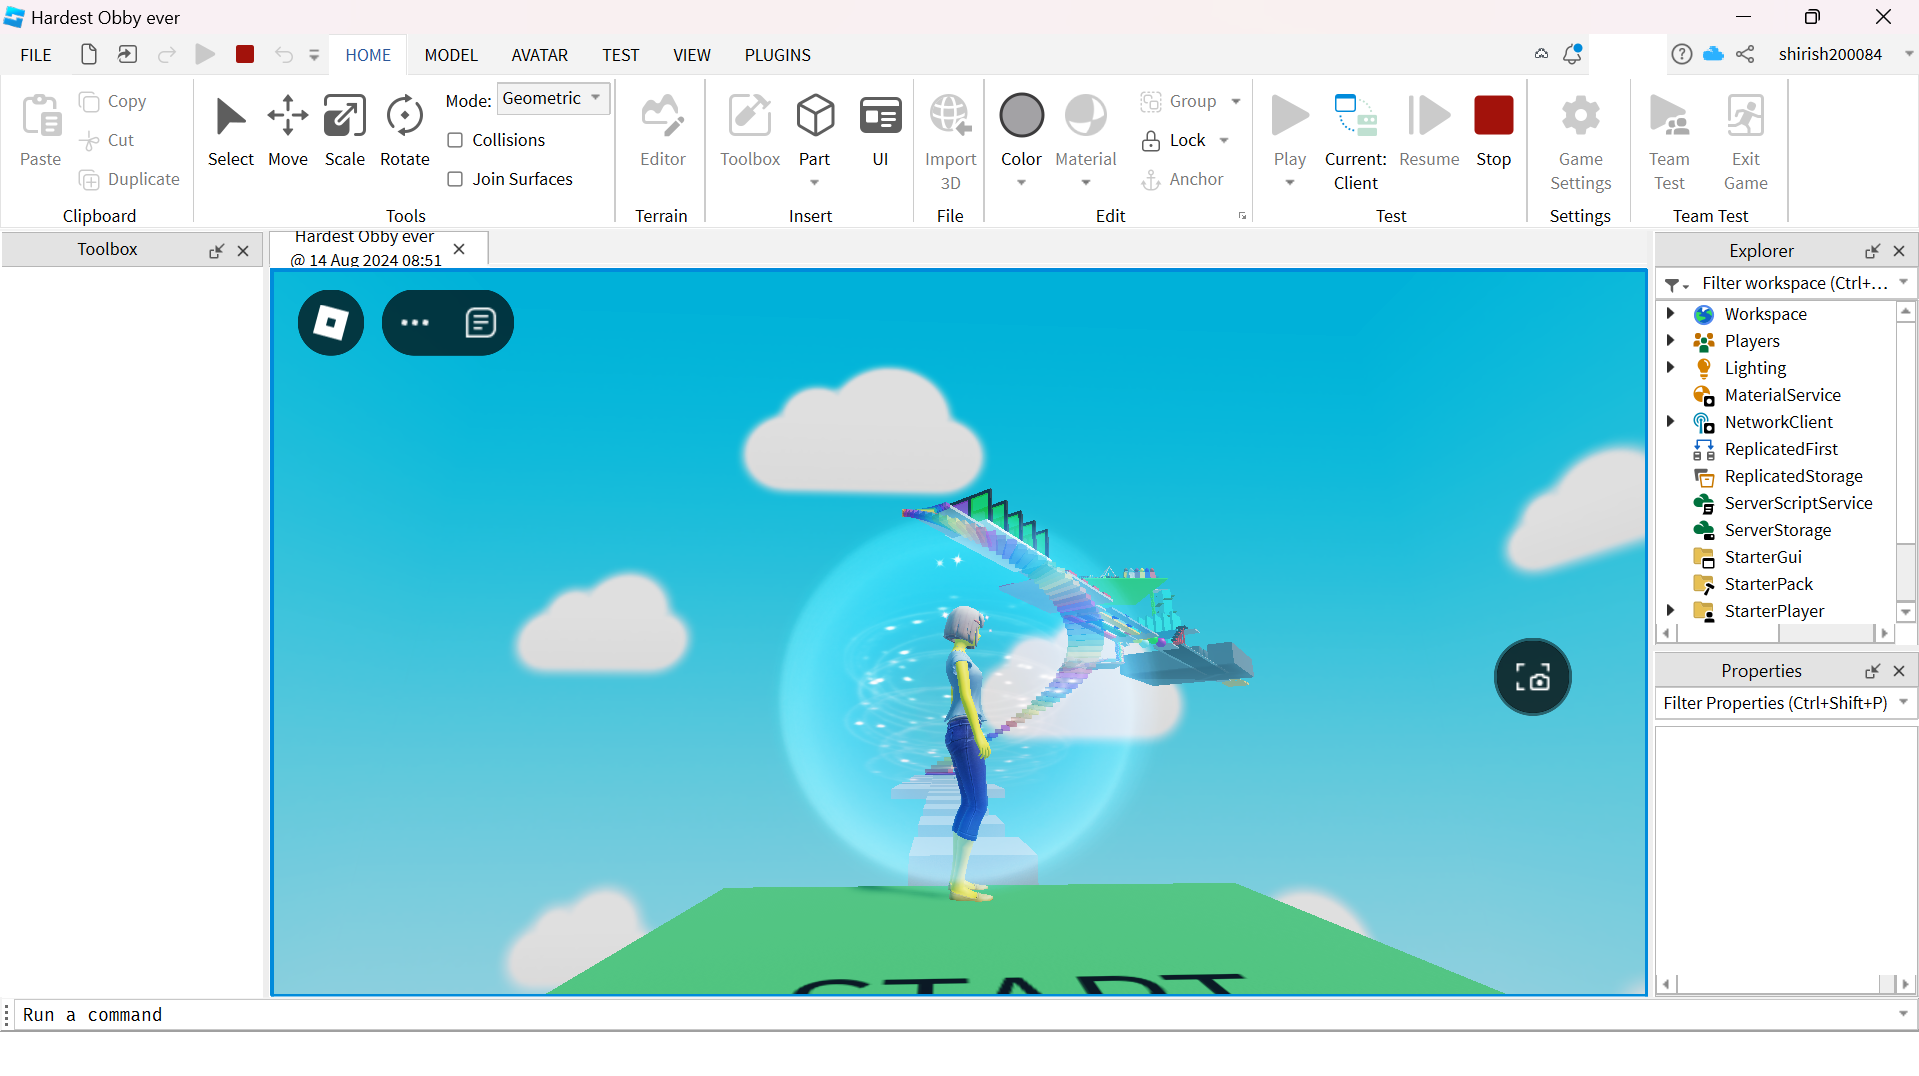 Hardest Obby ever
FILE HOME MODEL AVATAR TEST VIEW PLUGINS shirish200084
Paste Copy Cut Duplicate
Clipboard
Select Move Scale Rotate
Mode: Geometric
Collisions
Join Surfaces
Tools
Editor
Terrain
Toolbox Part UI
Insert
Import
3D
File
Color Material
Group
Lock
Anchor
Edit
Play
Current:
Client
Resume Stop
Test
Game
Settings
Settings
Team
Test
Exit
Game
Team Test
Toolbox
Hardest Obby ever
@ 14 Aug 2024 08:51
START
Explorer
Filter workspace (Ctrl+...
Workspace
Players
Lighting
MaterialService
NetworkClient
ReplicatedFirst
ReplicatedStorage
ServerScriptService
ServerStorage
StarterGui
StarterPack
StarterPlayer
Properties
Filter Properties (Ctrl+Shift+P)
Run a command